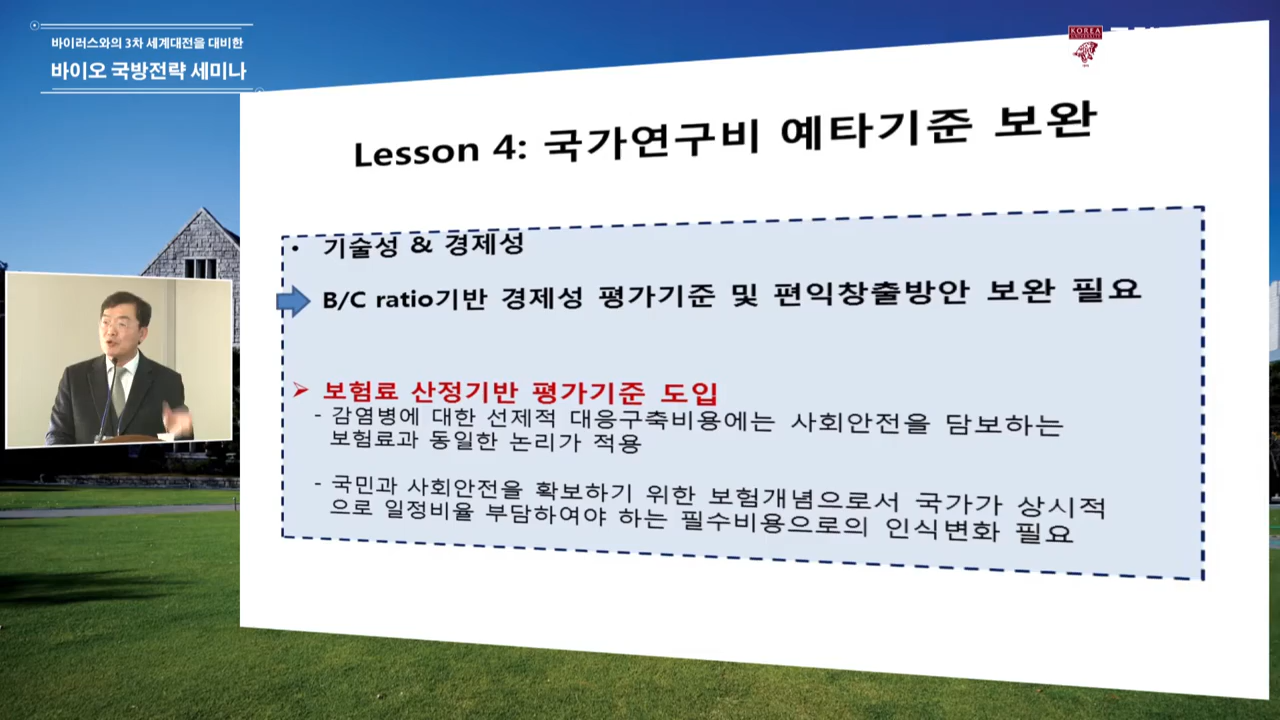 바이러스와의 3차 세계대전을 대비한
바이오 국방전략 세미나
KOREA
Lesson 4: 국가연구비 예타기준 보완
• 기술성 & 경제성
B/C ratio기반 경제성 평가기준 및 편익창출방안 보완 필요
➢ 보험료 산정기반 평가기준 도입
- 감염병에 대한 선제적 대응구축비용에는 사회안전을 담보하는
보험료과 동일한 논리가 적용
- 국민과 사회안전을 확보하기 위한 보험개념으로서 국가가 상시적
으로 일정비율 부담하여야 하는 필수비용으로의 인식변화 필요